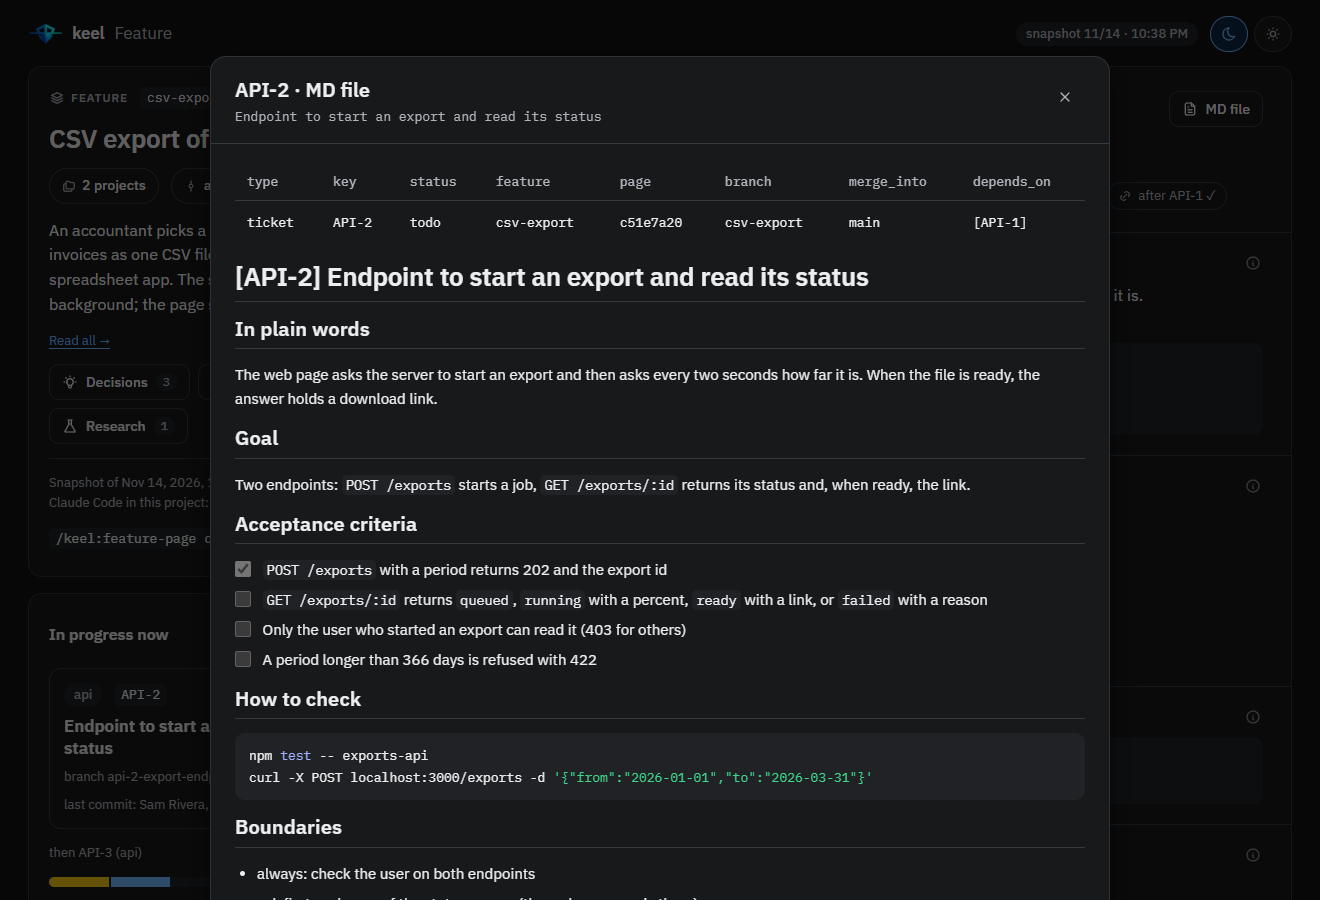 keel Feature
snapshot 11/14 · 10:38 PM
FEATURE csv-expo
MD file
CSV export of
2 projects
after API-1 ✓
An accountant picks a
invoices as one CSV fil
spreadsheet app. The
background; the page
Read all →
Decisions 3
Research 1
Snapshot of Nov 14, 2026,
Claude Code in this project:
/keel:feature-page
In progress now
api API-2
Endpoint to start a
status
branch api-2-export-end
last commit: Sam Rivera,
then API-3 (api)
it is.
API-2 · MD file
Endpoint to start an export and read its status
type key status feature page branch merge_into depends_on
ticket API-2 todo csv-export c51e7a20 csv-export main [API-1]
[API-2] Endpoint to start an export and read its status
In plain words
The web page asks the server to start an export and then asks every two seconds how far it is. When the file is ready, the
answer holds a download link.
Goal
Two endpoints: POST /exports starts a job, GET /exports/:id returns its status and, when ready, the link.
Acceptance criteria
POST /exports with a period returns 202 and the export id
GET /exports/:id returns queued, running with a percent, ready with a link, or failed with a reason
Only the user who started an export can read it (403 for others)
A period longer than 366 days is refused with 422
How to check
npm test -- exports-api
curl -X POST localhost:3000/exports -d '{"from":"2026-01-01","to":"2026-03-31"}'
Boundaries
always: check the user on both endpoints